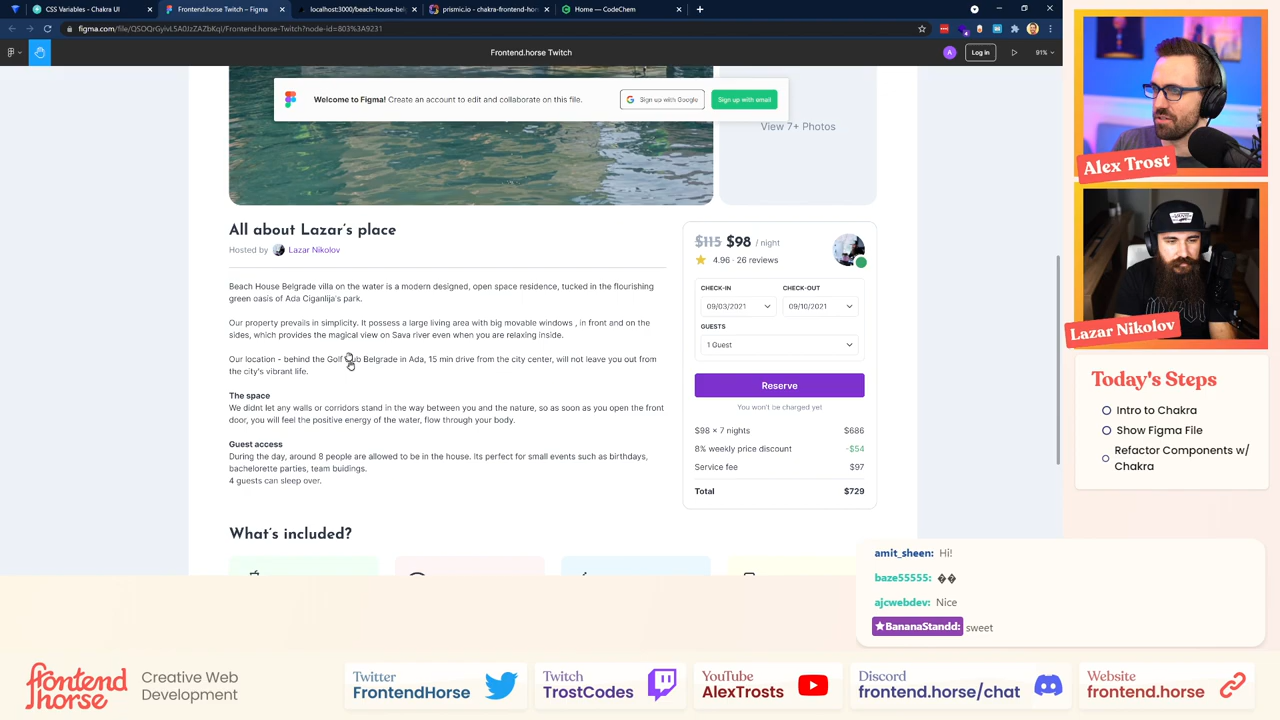 CSS Variables - Chakra UI
Frontend.horse Twitch – Figma
localhost:3000/beach-house-bel
prismicio - chakra-frontend-hor
Home — CodeChem
figma.com/file/QSOQrGyivL5A0JzZAZbKqI/Frontend.horse-Twitch?node-id=803%3A9231
Frontend.horse Twitch
A
Log in
91%
Welcome to Figma! Create an account to edit and collaborate on this file.
Sign up with Google
Sign up with email
View 7+ Photos
All about Lazar's place
Hosted by Lazar Nikolov
Beach House Belgrade villa on the water is a modern designed, open space residence, tucked in the flourishing
green oasis of Ada Ciganlija's park.
Our property prevails in simplicity. It possess a large living area with big movable windows , in front and on the
sides, which provides the magical view on Sava river even when you are relaxing inside.
Our location - behind the Golf Belgrade in Ada, 15 min drive from the city center, will not leave you out from
the city's vibrant life.
The space
We didnt let any walls or corridors stand in the way between you and the nature, so as soon as you open the front
door, you will feel the positive energy of the water, flow through your body.
Guest access
During the day, around 8 people are allowed to be in the house. Its perfect for small events such as birthdays,
bachelorette parties, team buidings.
4 guests can sleep over.
What's included?
$115 $98 / night
4.96 · 26 reviews
CHECK-IN
CHECK-OUT
09/03/2021
09/10/2021
GUESTS
1 Guest
Reserve
You won't be charged yet
$98 × 7 nights $686
8% weekly price discount -$54
Service fee $97
Total $729
Alex Trost
Lazar Nikolov
Today's Steps
Intro to Chakra
Show Figma File
Refactor Components w/
Chakra
amit_sheen: Hi!
baze55555: ��
ajcwebdev: Nice
BananaStandd: sweet
frontend
horse
Creative Web
Development
Twitter
FrontendHorse
Twitch
TrostCodes
YouTube
AlexTrosts
Discord
frontend.horse/chat
Website
frontend.horse